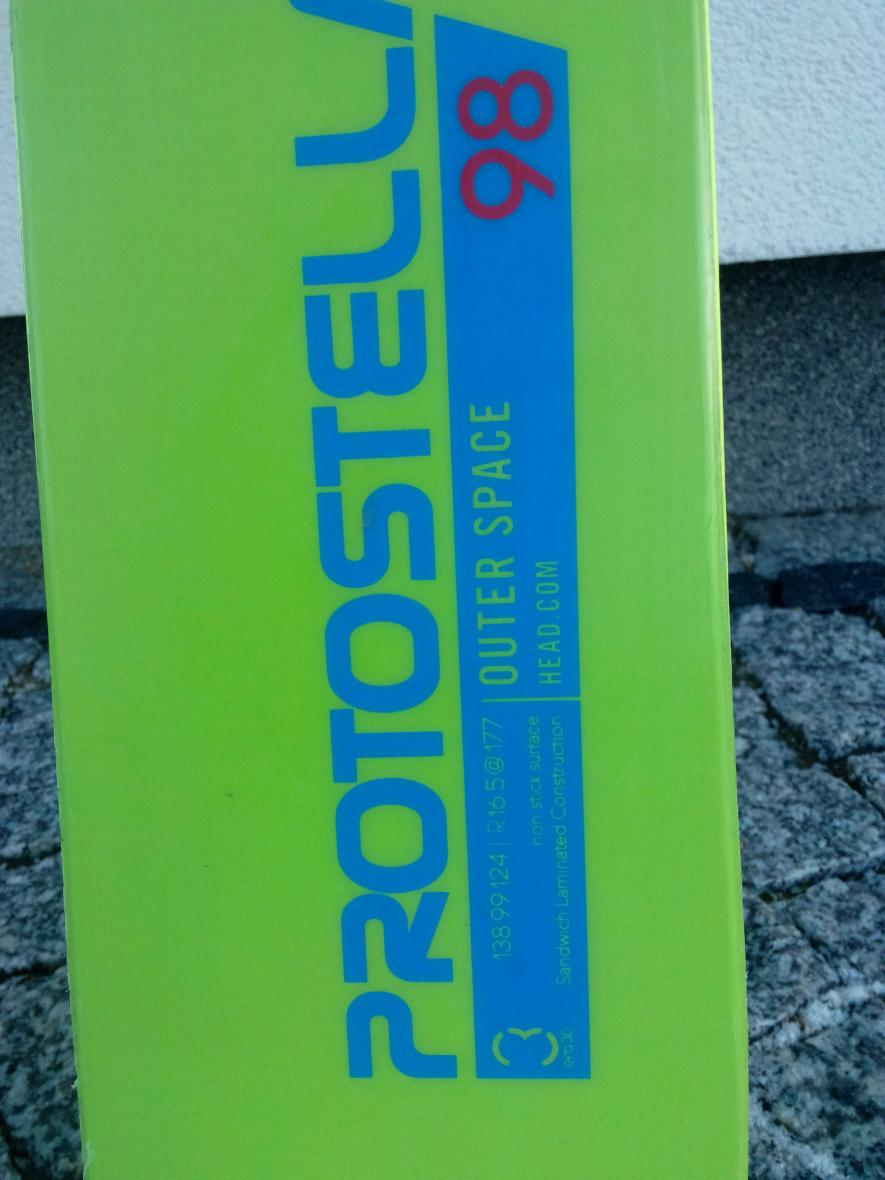 PROTOSTELLA
98
OUTER SPACE
HEAD.COM
138.99.124 | R16.5@177
non stick surface
Sandwich Laminated Construction